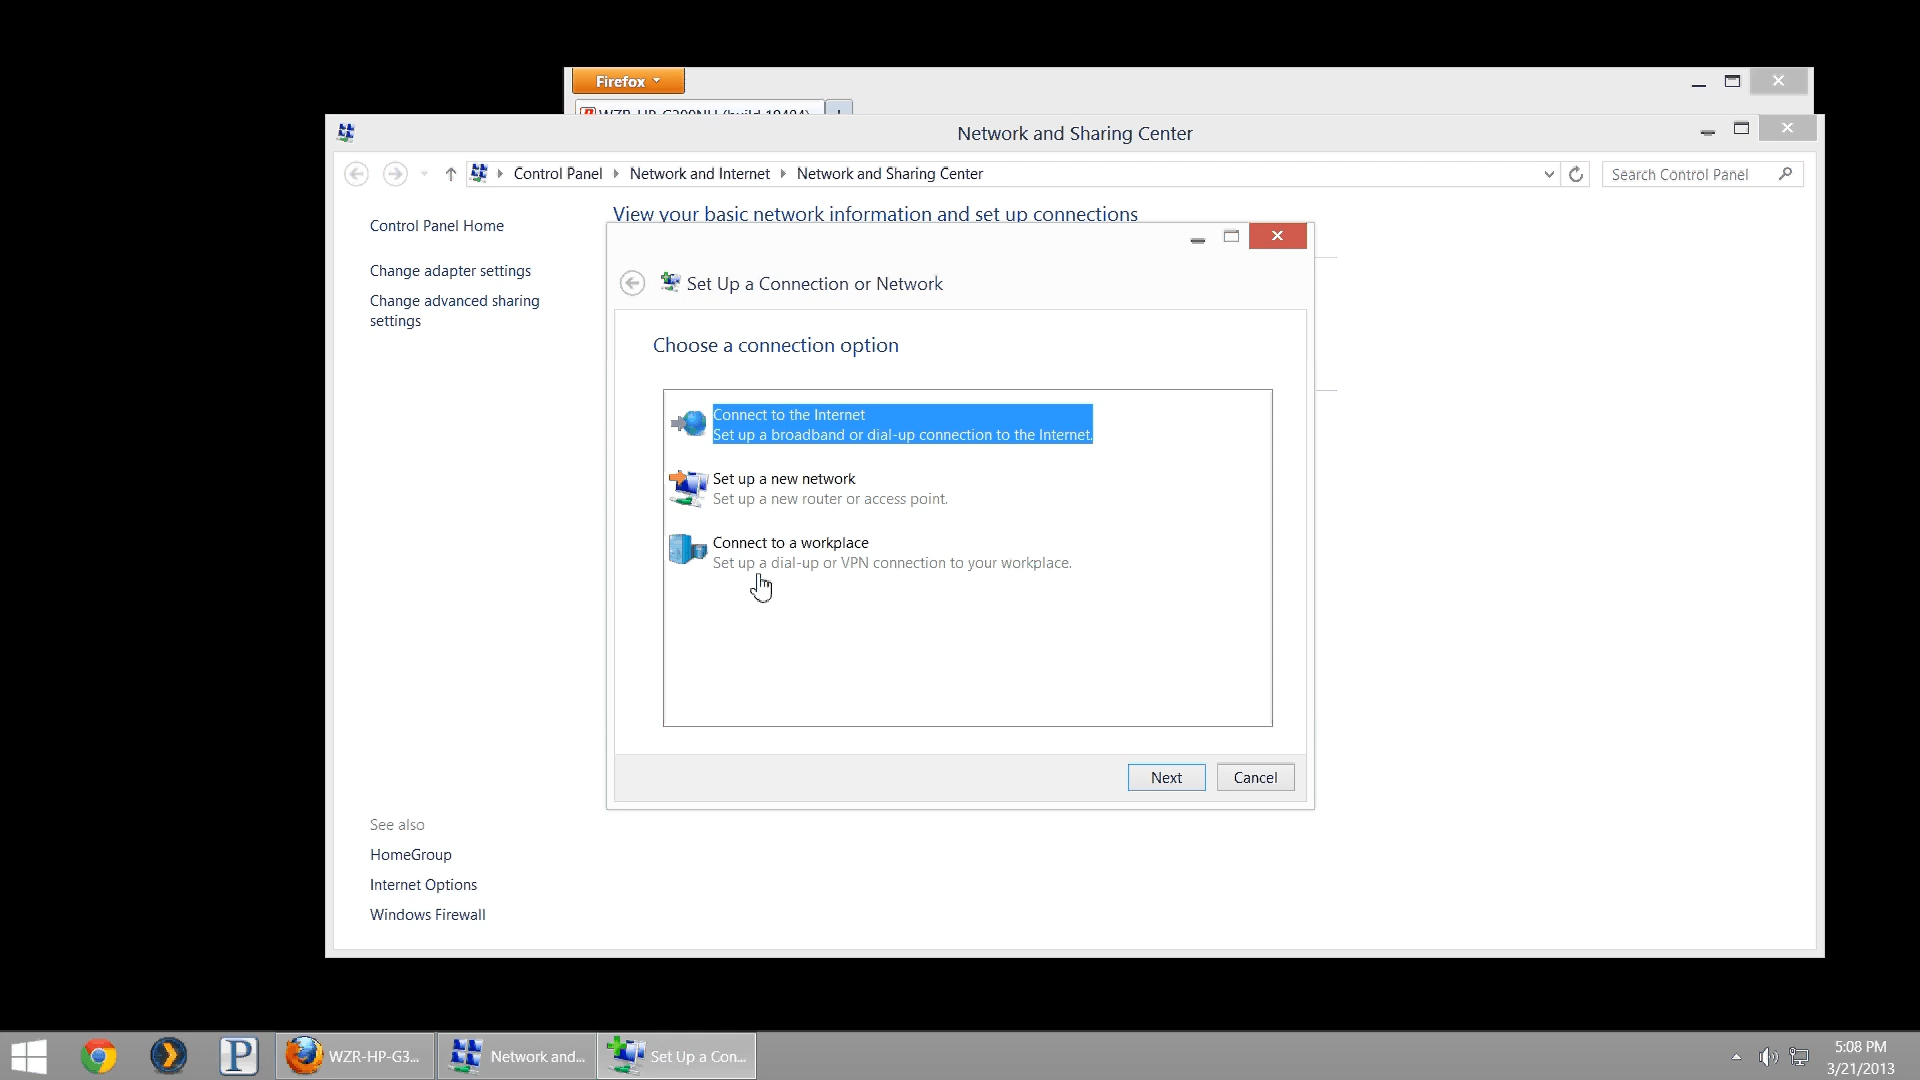 Firefox
WZR-HP-G300NH (build 19484)
Network and Sharing Center
Control Panel
Network and Internet
Network and Sharing Center
Search Control Panel
Control Panel Home
Change adapter settings
Change advanced sharing
settings
View your basic network information and set up connections
Set Up a Connection or Network
Choose a connection option
Connect to the Internet
Set up a broadband or dial-up connection to the Internet.
Set up a new network
Set up a new router or access point.
Connect to a workplace
Set up a dial-up or VPN connection to your workplace.
Next
Cancel
See also
HomeGroup
Internet Options
Windows Firewall
P
WZR-HP-G3...
Network and...
Set Up a Con...
5:08 PM
3/21/2013